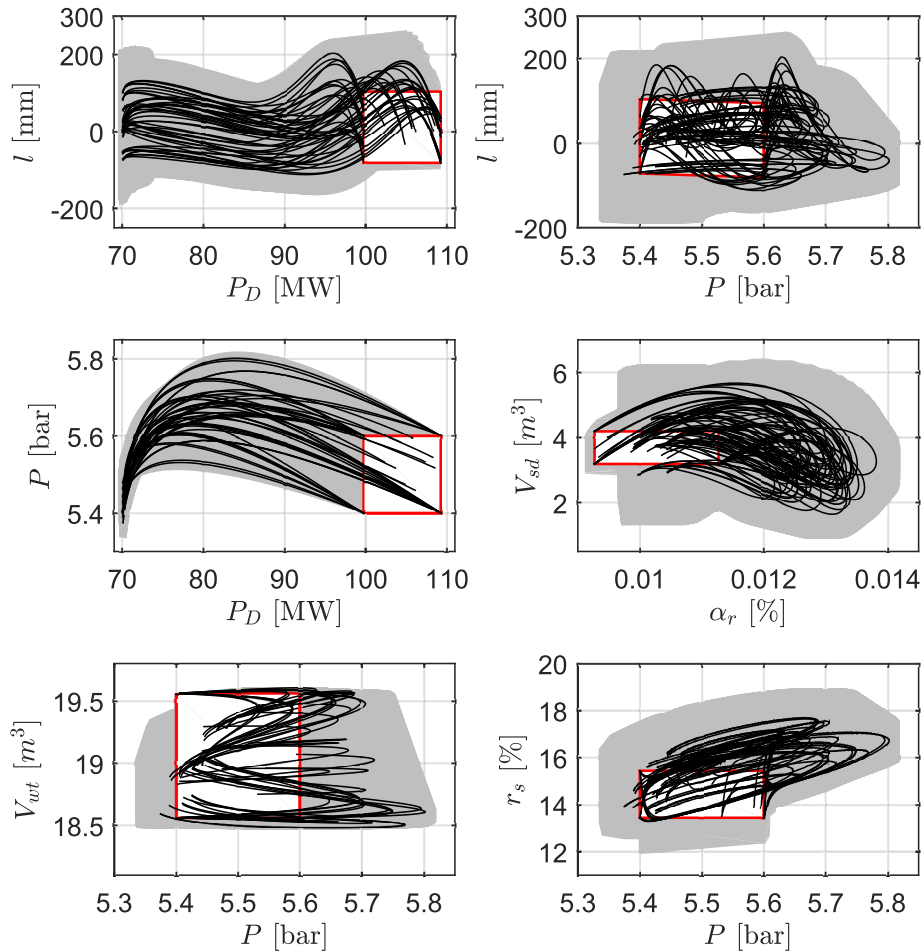 300
200
0
-200
l [mm]
70 80 90 100 110
P_D [MW]
300
200
0
-200
l [mm]
5.3 5.4 5.5 5.6 5.7 5.8
P [bar]
5.8
5.6
5.4
P [bar]
70 80 90 100 110
P_D [MW]
6
4
2
V_{sd} [m^3]
0.01 0.012 0.014
α_r [%]
19.5
19
18.5
V_{wt} [m^3]
5.3 5.4 5.5 5.6 5.7 5.8
P [bar]
20
18
16
14
12
r_s [%]
5.3 5.4 5.5 5.6 5.7 5.8
P [bar]